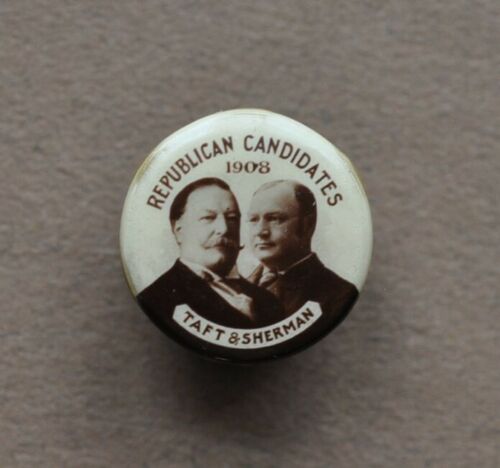 REPUBLICAN CANDIDATES
1908
TAFT & SHERMAN